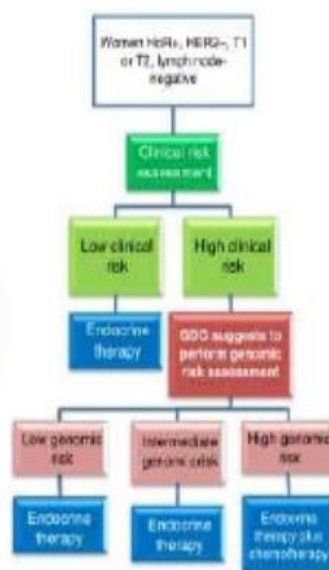 Women HoR+, HER2-, T1
or T2, lymph node-
negative
Clinical risk
assessment
Low clinical
risk
High clinical
risk
Endocrine
therapy
GDG suggests to
perform genomic
risk assessment
Low genomic
risk
Intermediate
genomic risk
High genomic
risk
Endocrine
therapy
Endocrine
therapy
Endocrine
therapy plus
chemotherapy